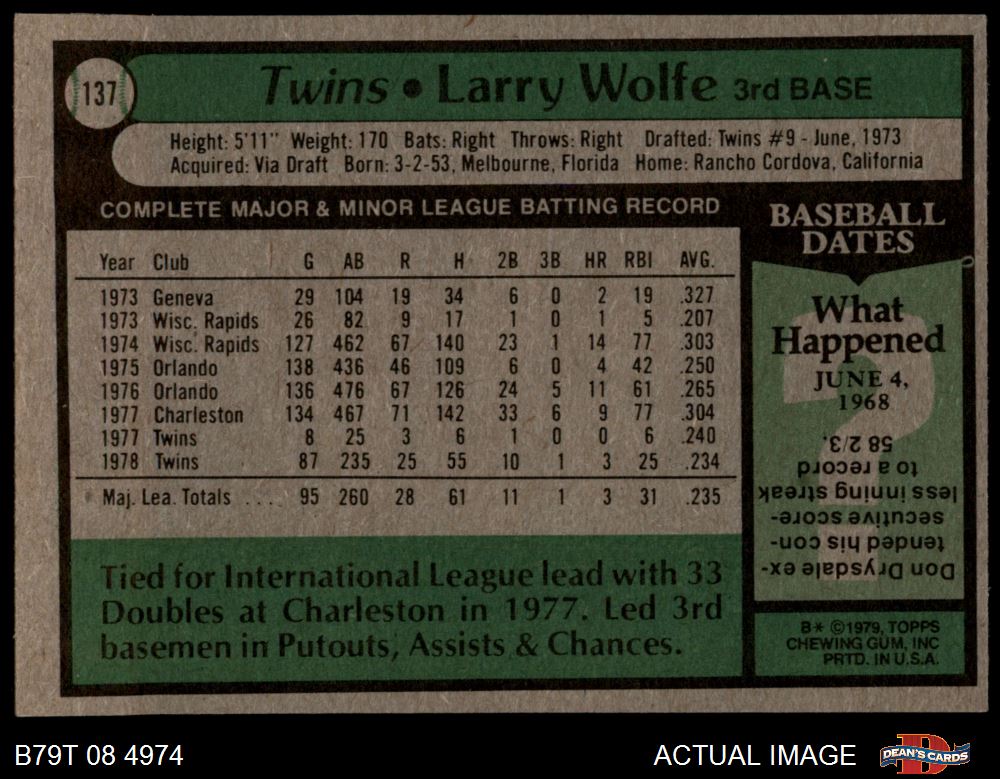 137
Twins • Larry Wolfe 3rd BASE
Height: 5'11" Weight: 170 Bats: Right Throws: Right Drafted: Twins #9 - June, 1973
Acquired: Via Draft Born: 3-2-53, Melbourne, Florida Home: Rancho Cordova, California
COMPLETE MAJOR & MINOR LEAGUE BATTING RECORD
Year Club G AB R H 2B 3B HR RBI AVG.
1973 Geneva 29 104 19 34 6 0 2 19 .327
1973 Wisc. Rapids 26 82 9 17 1 0 1 5 .207
1974 Wisc. Rapids 127 462 67 140 23 1 14 77 .303
1975 Orlando 138 436 46 109 6 0 4 42 .250
1976 Orlando 136 476 67 126 24 5 11 61 .265
1977 Charleston 134 467 71 142 33 6 9 77 .304
1977 Twins 8 25 3 6 1 0 0 6 .240
1978 Twins 87 235 25 55 10 1 3 25 .234
Maj. Lea. Totals .... 95 260 28 61 11 1 3 31 .235
Tied for International League lead with 33
Doubles at Charleston in 1977. Led 3rd
basemen in Putouts, Assists & Chances.
BASEBALL
DATES
What
Happened
JUNE 4,
1968
Don Drysdale ex-
tended his con-
secutive score-
less inning streak
to a record
58 2/3.
B* ©1979, TOPPS
CHEWING GUM, INC
PRTD. IN U.S.A.
B79T 08 4974
ACTUAL IMAGE
DEAN'S CARDS